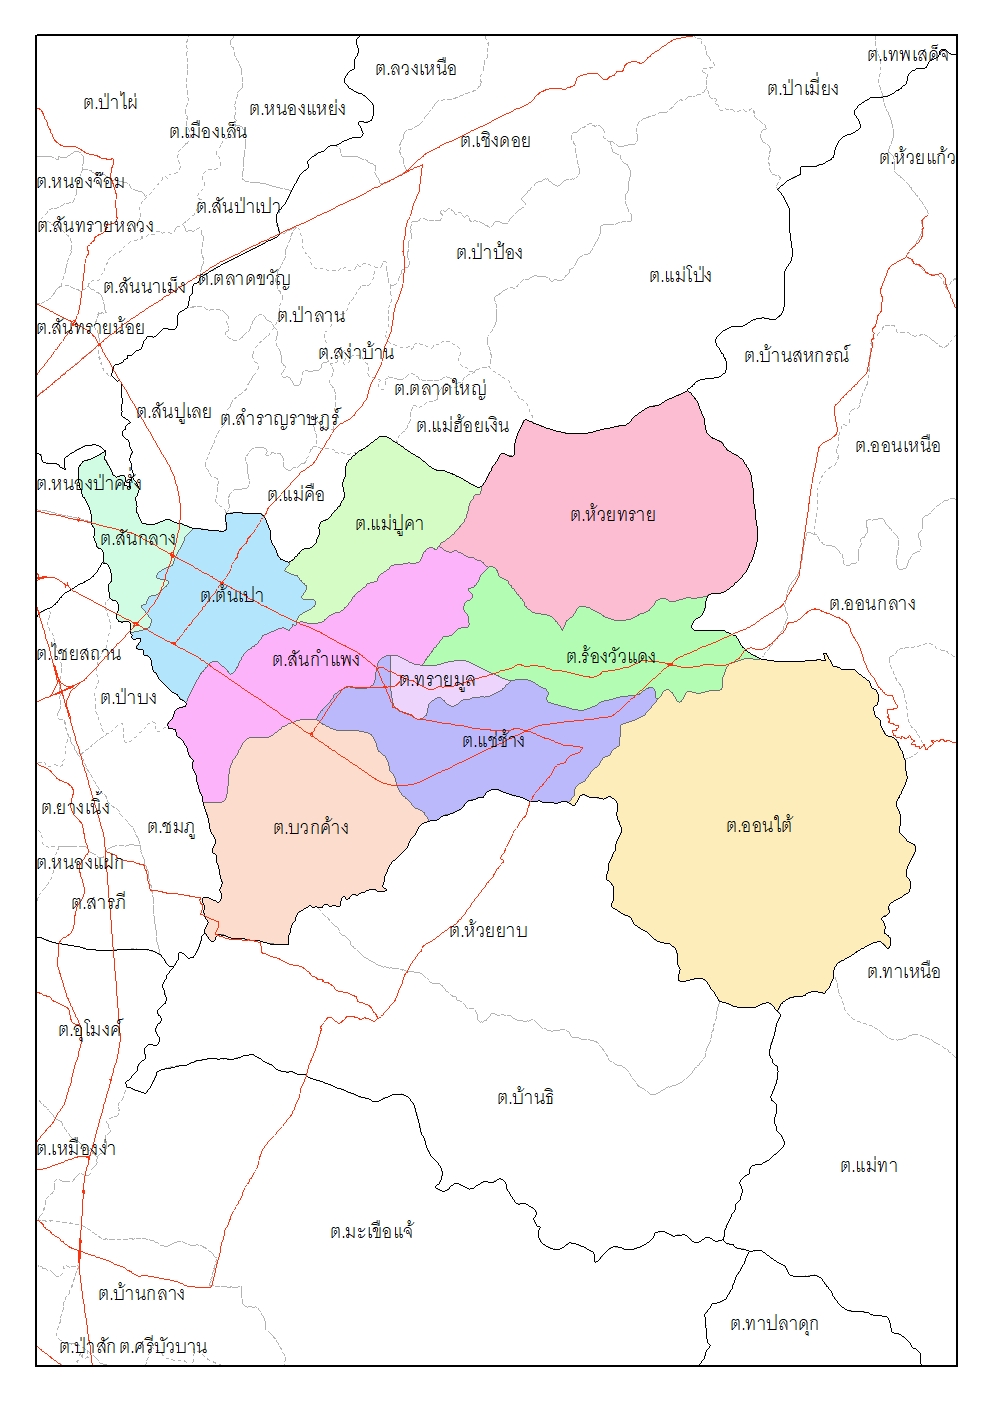 ต.เทพเสด็จ
ต.ลวงเหนือ
ต.ป่าเมี่ยง
ต.ป่าไผ่
ต.หนองแหย่ง
ต.เมืองเล็น
ต.เชิงดอย
ต.ห้วยแก้ว
ต.หนองจ๊อม
ต.สันป่าเปา
ต.สันทรายหลวง
ต.ป่าป้อง
ต.แม่โป่ง
ต.ตลาดขวัญ
ต.สันนาเม็ง
ต.ป่าลาน
ต.สันทรายน้อย
ต.สง่าบ้าน
ต.บ้านสหกรณ์
ต.ตลาดใหญ่
ต.สันปูเลย
ต.สำราญราษฎร์
ต.แม่ฮ้อยเงิน
ต.ออนเหนือ
ต.หนองป่าครั่ง
ต.แม่คือ
ต.แม่ปูคา
ต.ห้วยทราย
ต.สันกลาง
ต.ต้นเปา
ต.ออนกลาง
ต.ไชยสถาน
ต.สันกำแพง
ต.ร้องวัวแดง
ต.ทรายมูล
ต.ป่าบง
ต.แช่ช้าง
ต.ยางเนิ้ง
ต.ชมภู
ต.บวกค้าง
ต.ออนใต้
ต.หนองแฝก
ต.สารภี
ต.ห้วยยาบ
ต.ทาเหนือ
ต.อุโมงค์
ต.บ้านธิ
ต.เหมืองง่า
ต.แม่ทา
ต.มะเขือแจ้
ต.บ้านกลาง
ต.ทาปลาดุก
ต.ป่าสัก ต.ศรีบัวบาน